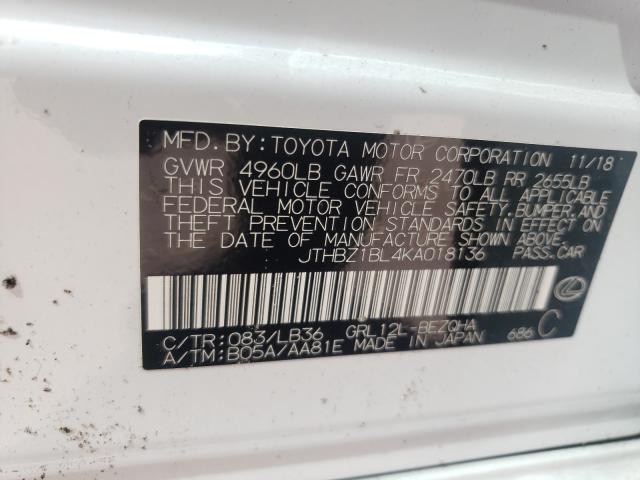 MFD. BY: TOYOTA MOTOR CORPORATION 11/18
GVWR 4960LB GAWR FR 2470LB RR 2655LB
THIS VEHICLE CONFORMS TO ALL APPLICABLE
FEDERAL MOTOR VEHICLE SAFETY, BUMPER, AND
THEFT PREVENTION STANDARDS IN EFFECT ON
THE DATE OF MANUFACTURE SHOWN ABOVE.
JTHBZ1BL4KA018136 PASS.CAR
C/TR: 083/LB36 GRL12L-BEZQHA C
A/TM: B05A/AA81E MADE IN JAPAN 686